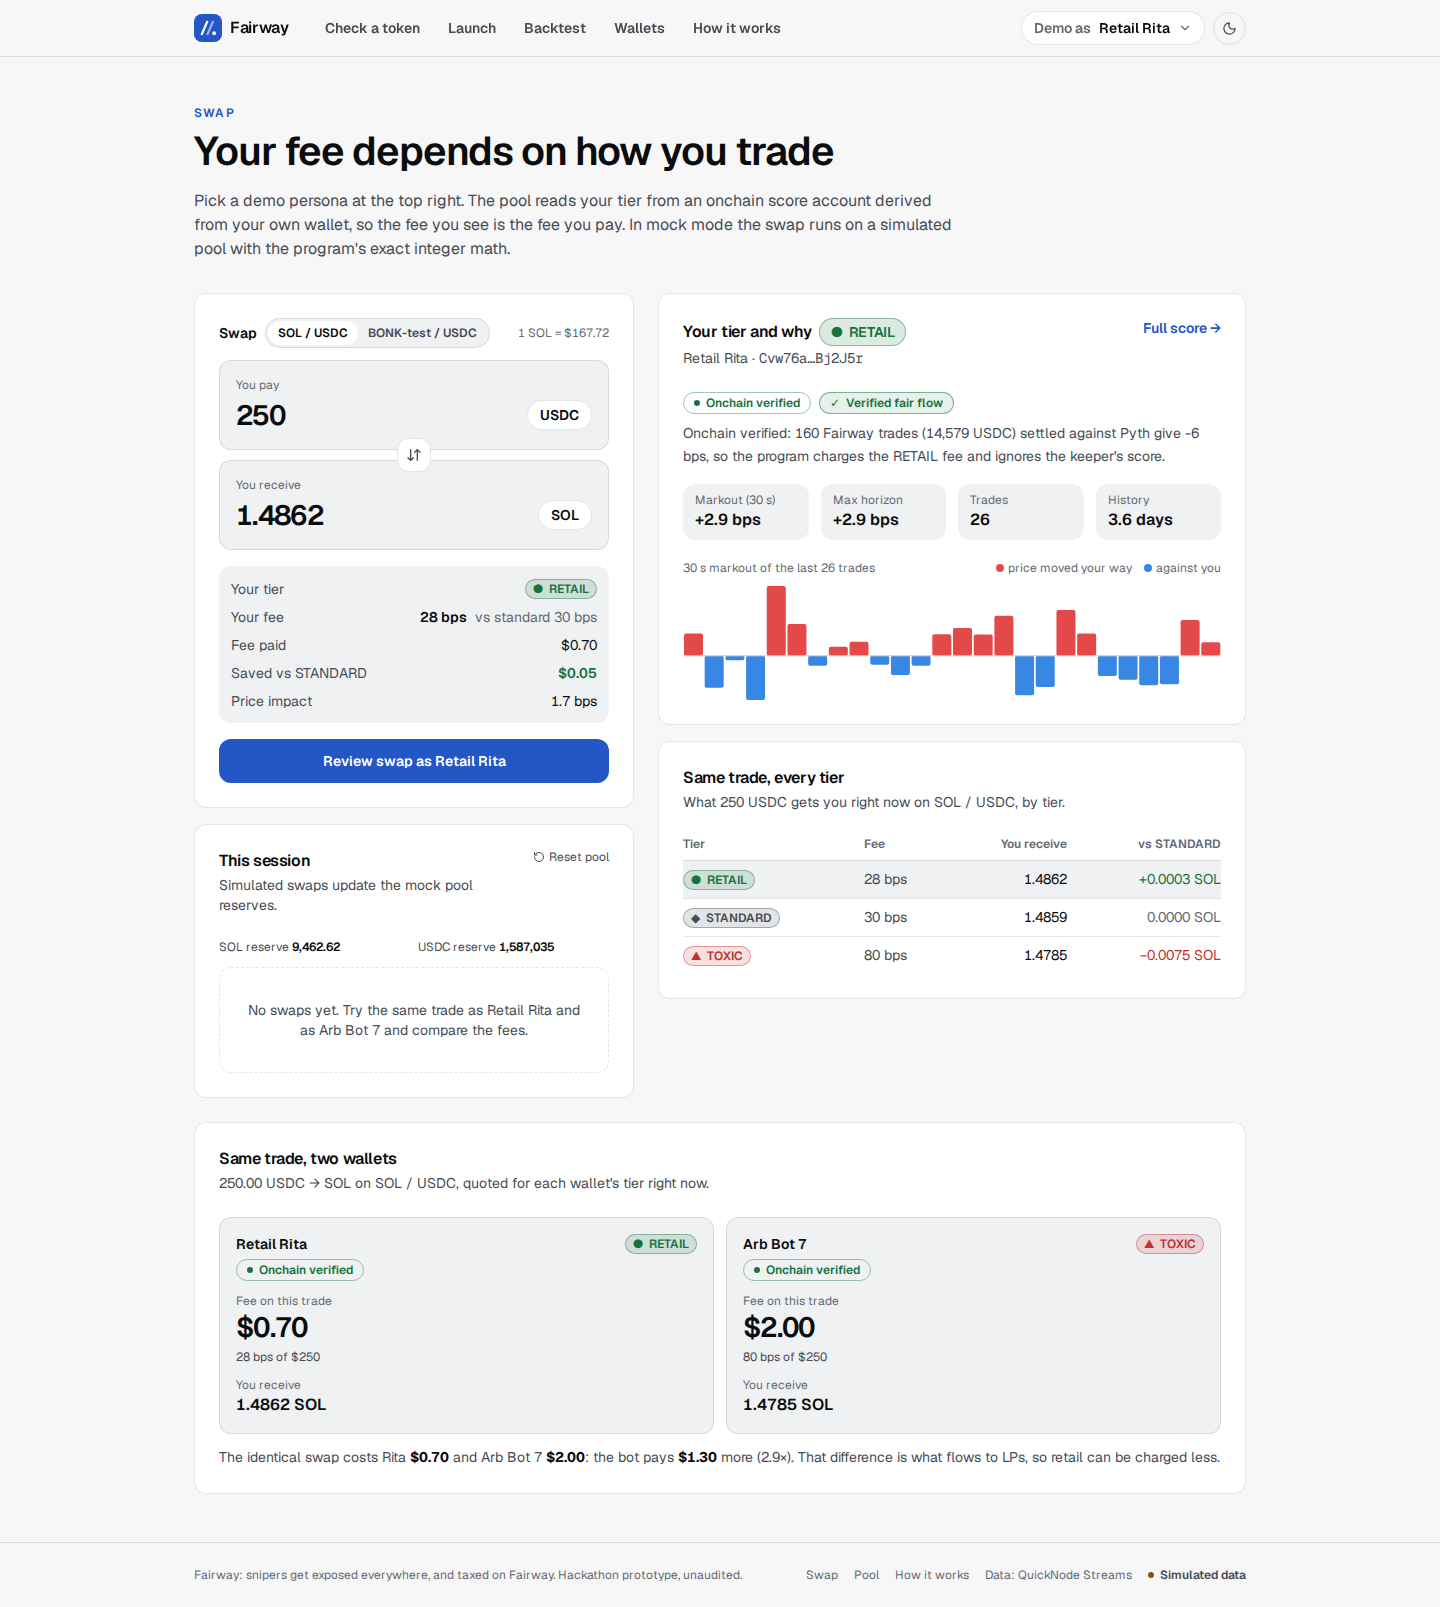 Fairway
Check a token
Launch
Backtest
Wallets
How it works
Demo as Retail Rita
SWAP
Your fee depends on how you trade
Pick a demo persona at the top right. The pool reads your tier from an onchain score account derived
from your own wallet, so the fee you see is the fee you pay. In mock mode the swap runs on a simulated
pool with the program's exact integer math.
Swap
SOL / USDC
BONK-test / USDC
1 SOL = $167.72
You pay
250
USDC
You receive
1.4862
SOL
Your tier
RETAIL
Your fee
28 bps vs standard 30 bps
Fee paid
$0.70
Saved vs STANDARD
$0.05
Price impact
1.7 bps
Review swap as Retail Rita
This session
Reset pool
Simulated swaps update the mock pool
reserves.
SOL reserve 9,462.62
USDC reserve 1,587,035
No swaps yet. Try the same trade as Retail Rita and
as Arb Bot 7 and compare the fees.
Your tier and why
RETAIL
Full score →
Retail Rita · Cvw76a…Bj2J5r
Onchain verified
✓ Verified fair flow
Onchain verified: 160 Fairway trades (14,579 USDC) settled against Pyth give -6
bps, so the program charges the RETAIL fee and ignores the keeper's score.
Markout (30 s)
+2.9 bps
Max horizon
+2.9 bps
Trades
26
History
3.6 days
30 s markout of the last 26 trades
price moved your way
against you
Same trade, every tier
What 250 USDC gets you right now on SOL / USDC, by tier.
Tier Fee You receive vs STANDARD
RETAIL 28 bps 1.4862 +0.0003 SOL
STANDARD 30 bps 1.4859 0.0000 SOL
TOXIC 80 bps 1.4785 −0.0075 SOL
Same trade, two wallets
250.00 USDC → SOL on SOL / USDC, quoted for each wallet's tier right now.
Retail Rita
RETAIL
Onchain verified
Fee on this trade
$0.70
28 bps of $250
You receive
1.4862 SOL
Arb Bot 7
TOXIC
Onchain verified
Fee on this trade
$2.00
80 bps of $250
You receive
1.4785 SOL
The identical swap costs Rita $0.70 and Arb Bot 7 $2.00: the bot pays $1.30 more (2.9×). That difference is what flows to LPs, so retail can be charged less.
Fairway: snipers get exposed everywhere, and taxed on Fairway. Hackathon prototype, unaudited.
Swap
Pool
How it works
Data: QuickNode Streams
Simulated data